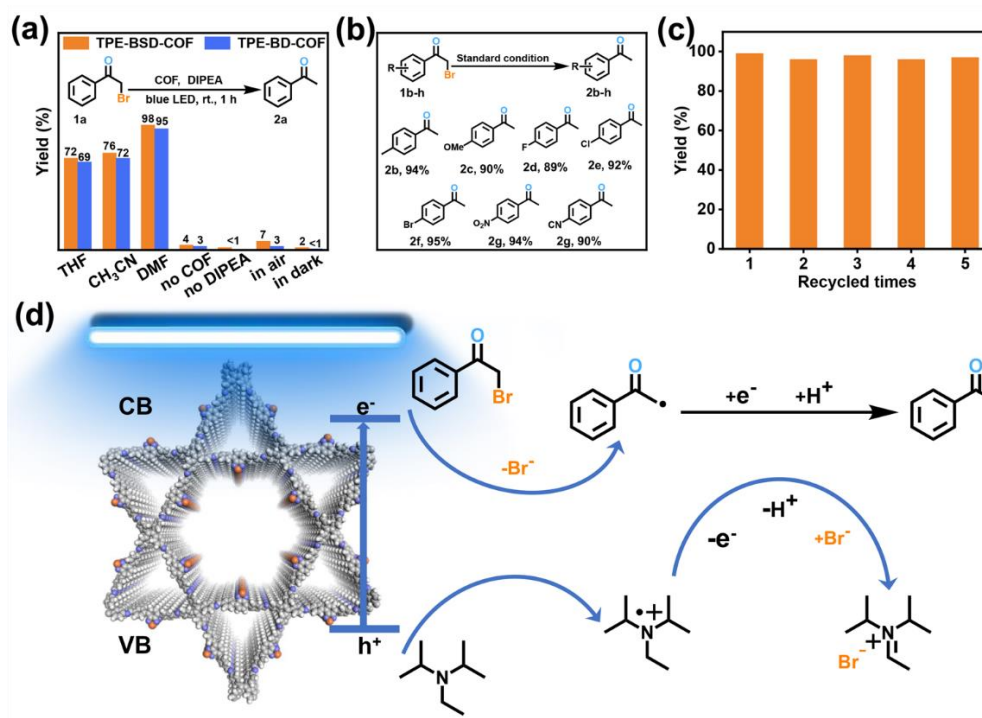 (a)
TPE-BSD-COF TPE-BD-COF
O
Br
1a
COF, DIPEA
blue LED, rt., 1 h
O
2a
Yield (%)
72 69 76 72 98 95 4 3 <1 7 3 2 <1
THF CH3CN DMF no COF no DIPEA in air in dark
(b)
R O Br
1b-h
Standard condition
R O
2b-h
O
2b, 94%
O OMe
2c, 90%
O F
2d, 89%
O Cl
2e, 92%
O Br
2f, 95%
O O2N
2g, 94%
O CN
2g, 90%
(c)
Yield (%)
100
80
60
40
20
0
1 2 3 4 5
Recycled times
(d)
CB
e-
O
Br
-Br-
O
•
+e- +H+
O
VB
h+
N
•+
N
-e-
-H+
+Br-
N
+
Br-